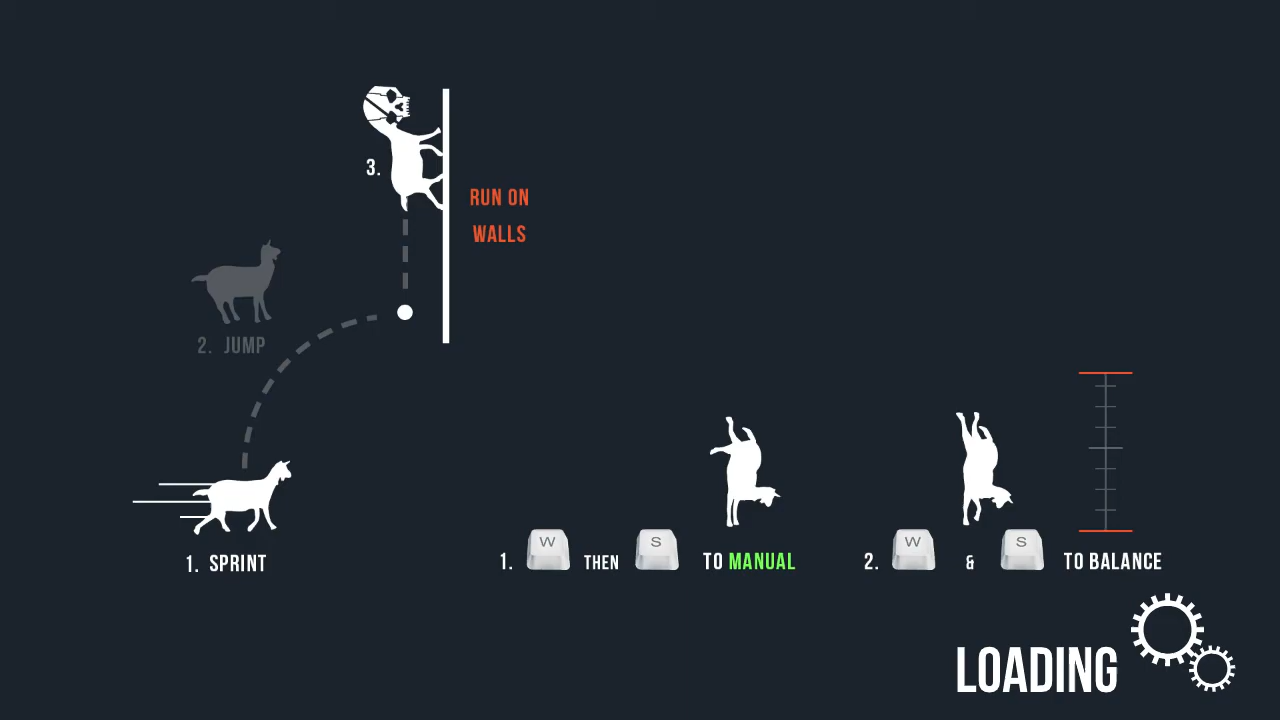 3.
RUN ON
WALLS
2. JUMP
1. SPRINT
1. W THEN S TO MANUAL
2. W & S TO BALANCE
LOADING